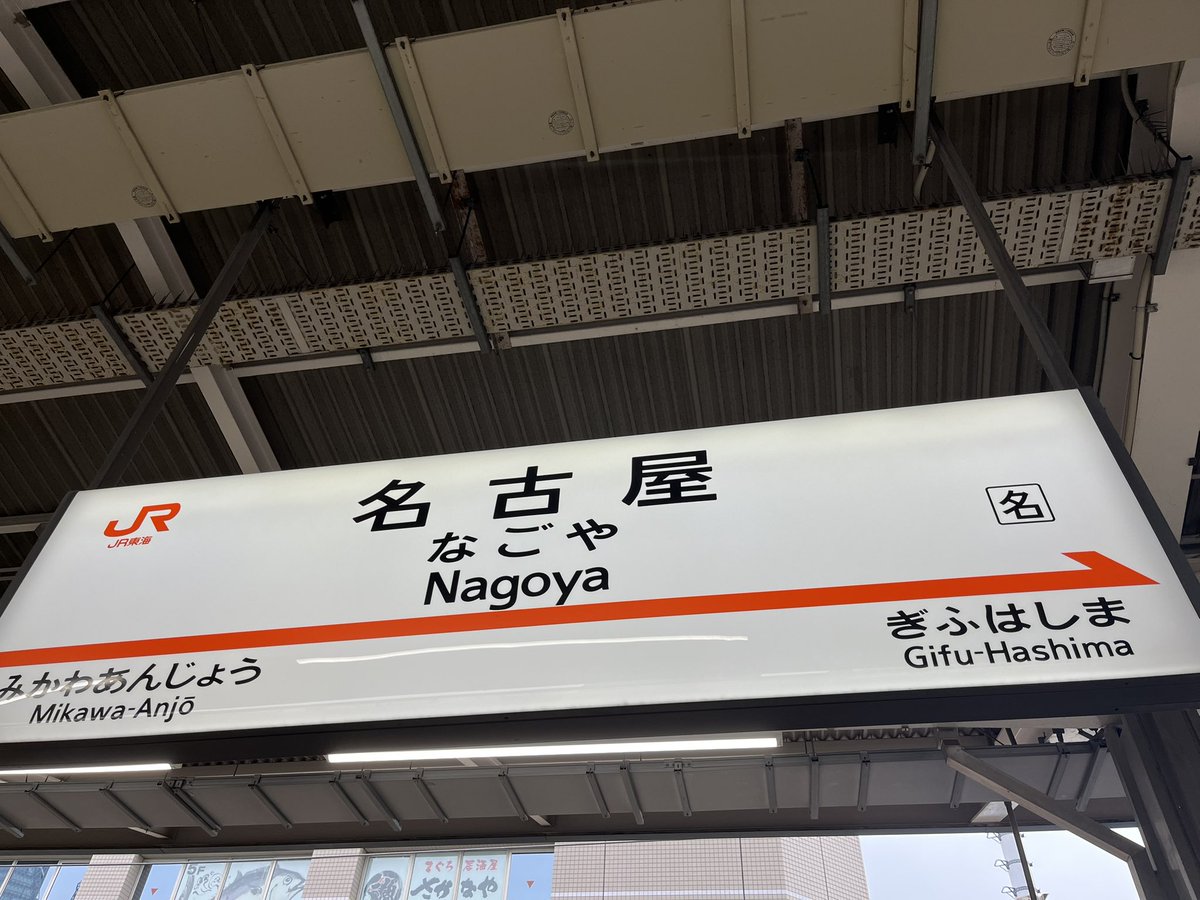 JR
JR東海
名古屋
なごや
Nagoya
名
みかわあんじょう
Mikawa-Anjō
ぎふはしま
Gifu-Hashima
まぐろ居酒屋
さかなや